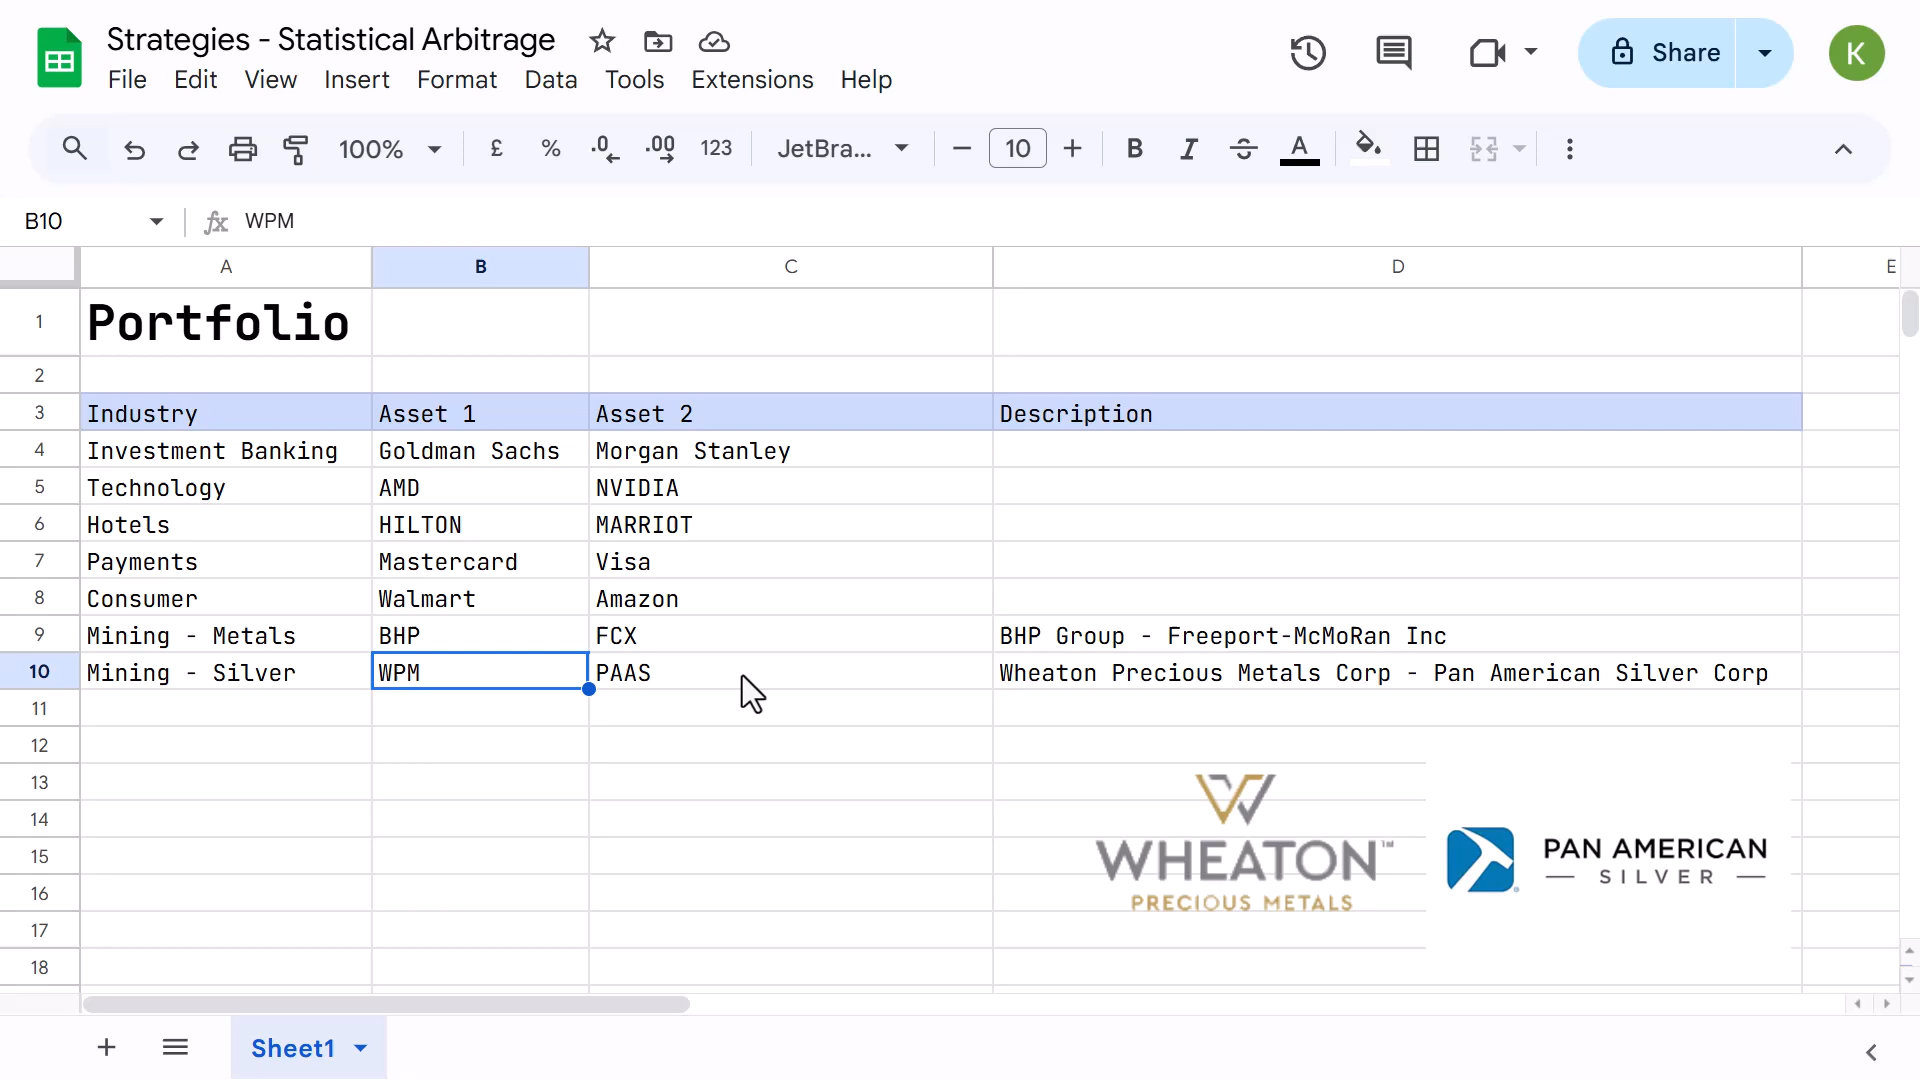 Strategies - Statistical Arbitrage
File Edit View Insert Format Data Tools Extensions Help
Share
K
100% £ % .0 .00 123 JetBra... 10 B I S A
B10 fx WPM
A B C D E
1 Portfolio
2
3 Industry Asset 1 Asset 2 Description
4 Investment Banking Goldman Sachs Morgan Stanley
5 Technology AMD NVIDIA
6 Hotels HILTON MARRIOT
7 Payments Mastercard Visa
8 Consumer Walmart Amazon
9 Mining - Metals BHP FCX BHP Group - Freeport-McMoRan Inc
10 Mining - Silver WPM PAAS Wheaton Precious Metals Corp - Pan American Silver Corp
11
12
13
14
15
16
17
18
WHEATON™
PRECIOUS METALS
PAN AMERICAN
SILVER
Sheet1